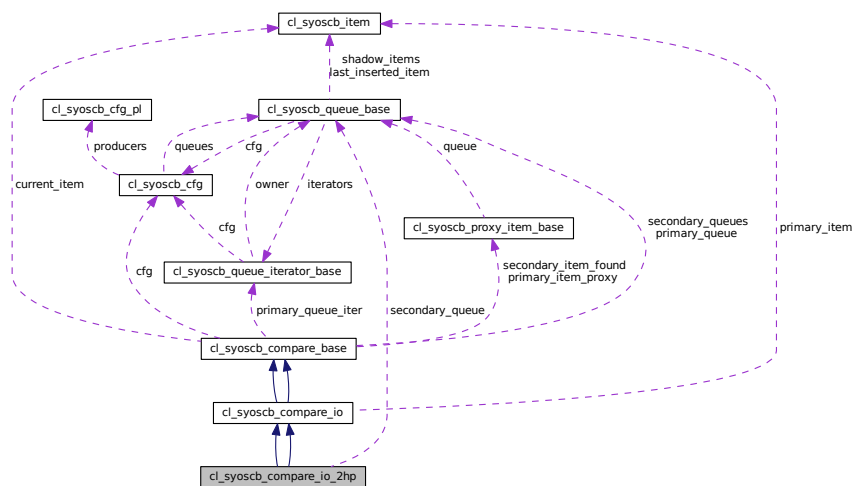 cl_syoscb_item
shadow_items
last_inserted_item
cl_syoscb_cfg_pl
cl_syoscb_queue_base
producers
queues
cfg
queue
current_item
cl_syoscb_cfg
owner
iterators
cl_syoscb_proxy_item_base
secondary_queues
primary_queue
primary_item
cfg
cl_syoscb_queue_iterator_base
cfg
secondary_item_found
primary_item_proxy
primary_queue_iter
secondary_queue
cl_syoscb_compare_base
cl_syoscb_compare_io
cl_syoscb_compare_io_2hp